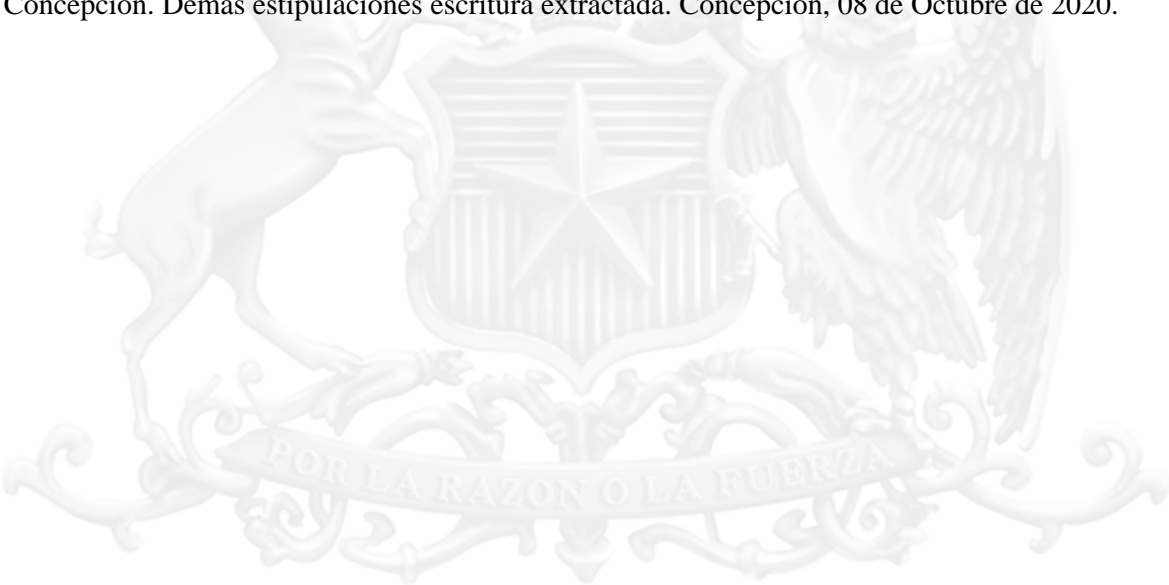 Concepción. Demás estipulaciones escritura extractada. Concepción, 08 de Octubre de 2020.
POR LA RAZON O LA FUERZA